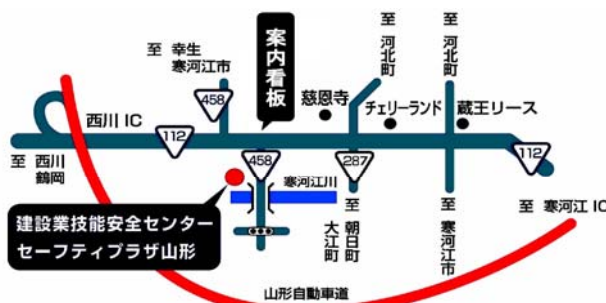 至 幸生
寒河江市
458
案内看板
慈恩寺
至 河北町
チェリーランド
至 河北町
蔵王リース
西川 IC
112
至 西川
鶴岡
458
287
112
寒河江川
建設業技能安全センター
セーフティプラザ山形
至 朝日町
大江町
至 寒河江市
至 寒河江 IC
山形自動車道